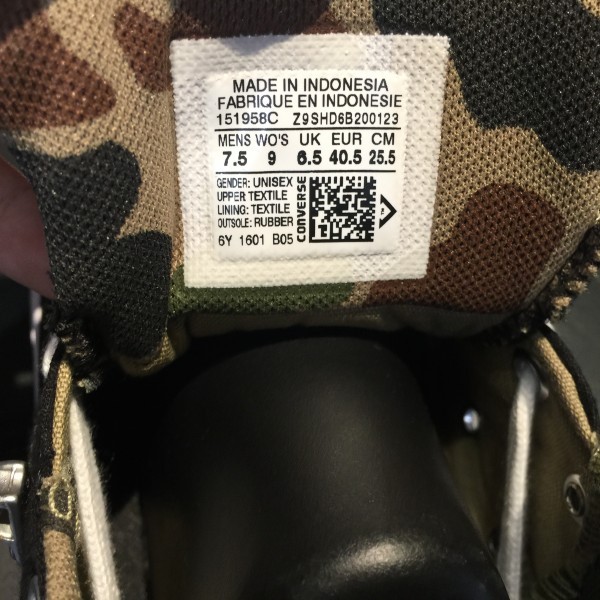 MADE IN INDONESIA
FABRIQUE EN INDONESIE
151958C Z9SHD6B200123
MENS WO'S UK EUR CM
7.5 9 6.5 40.5 25.5
GENDER: UNISEX
UPPER: TEXTILE
LINING: TEXTILE
OUTSOLE: RUBBER
6Y 1601 B05
CONVERSE